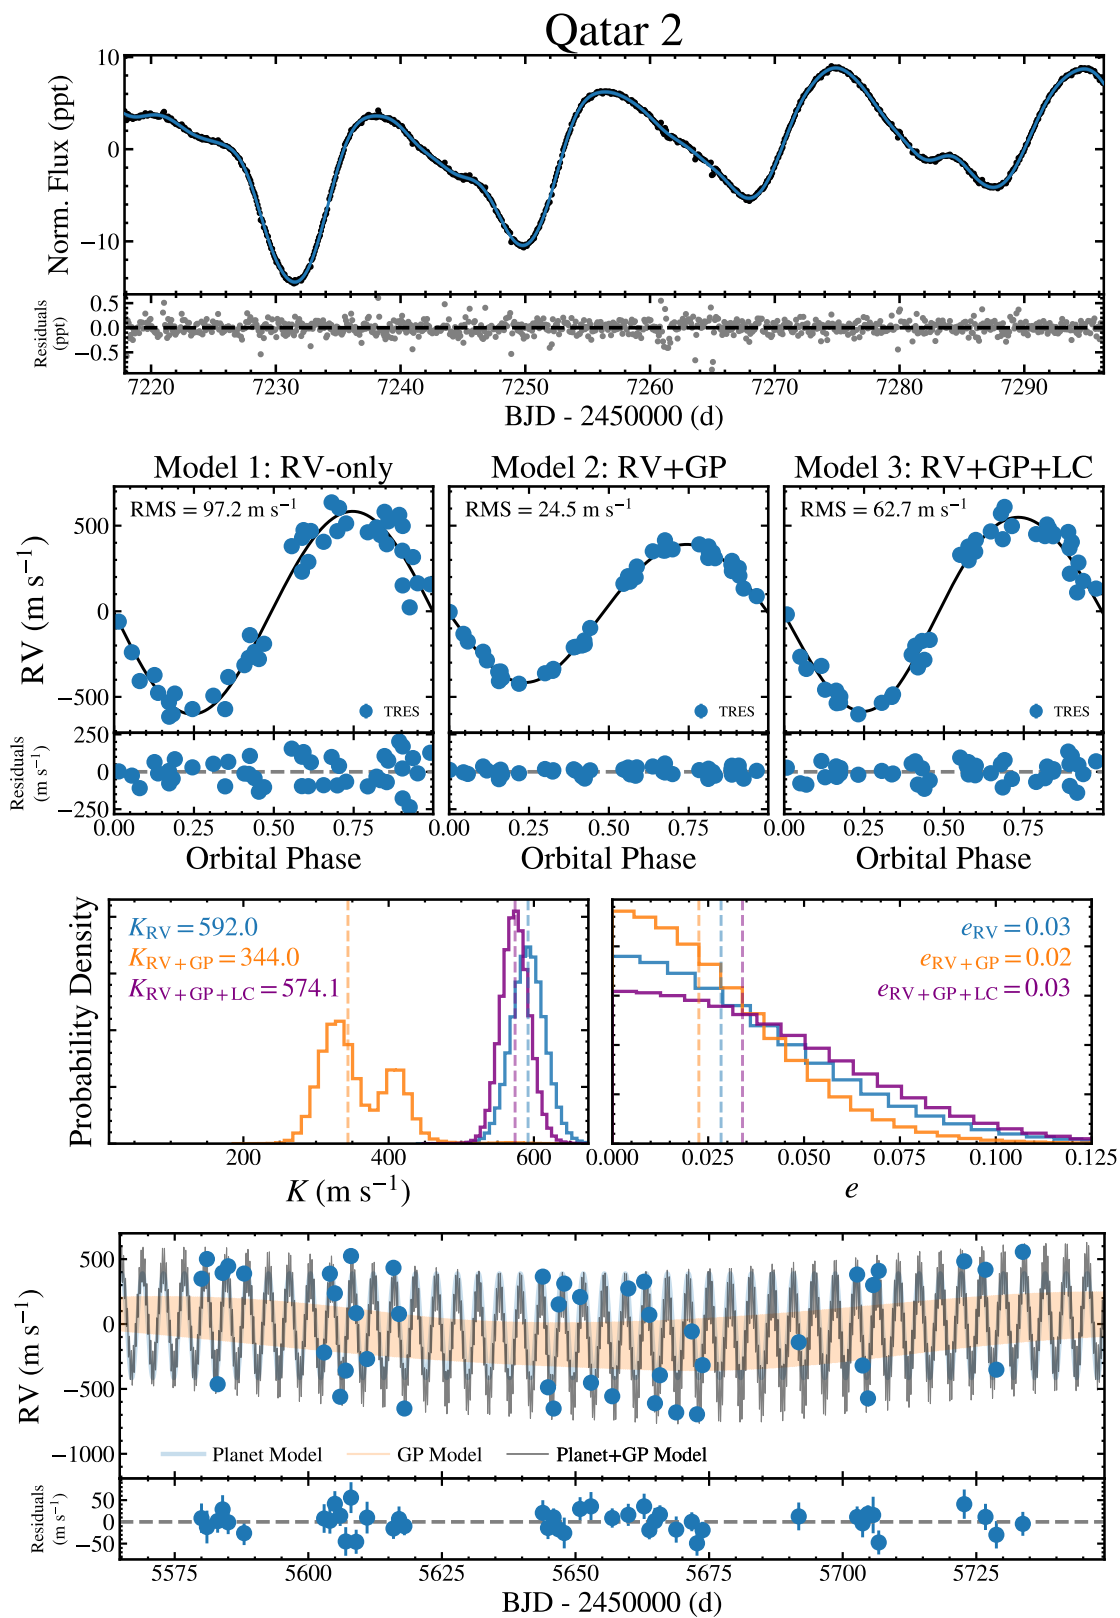 Qatar 2
Norm. Flux (ppt)
10
0
−10
Residuals
(ppt)
0.5
0.0
−0.5
7220 7230 7240 7250 7260 7270 7280 7290
BJD - 2450000 (d)
Model 1: RV-only Model 2: RV+GP Model 3: RV+GP+LC
RMS = 97.2 m s⁻¹ RMS = 24.5 m s⁻¹ RMS = 62.7 m s⁻¹
RV (m s⁻¹)
500
0
−500
TRES TRES TRES
Residuals
(m s⁻¹)
250
0
−250
0.00 0.25 0.50 0.75 0.00 0.25 0.50 0.75 0.00 0.25 0.50 0.75
Orbital Phase Orbital Phase Orbital Phase
Probability Density
K_RV = 592.0
K_RV+GP = 344.0
K_RV+GP+LC = 574.1
e_RV = 0.03
e_RV+GP = 0.02
e_RV+GP+LC = 0.03
200 400 600 0.000 0.025 0.050 0.075 0.100 0.125
K (m s⁻¹) e
RV (m s⁻¹)
500
0
−500
−1000
Planet Model GP Model Planet+GP Model
Residuals
(m s⁻¹)
50
0
−50
5575 5600 5625 5650 5675 5700 5725
BJD - 2450000 (d)